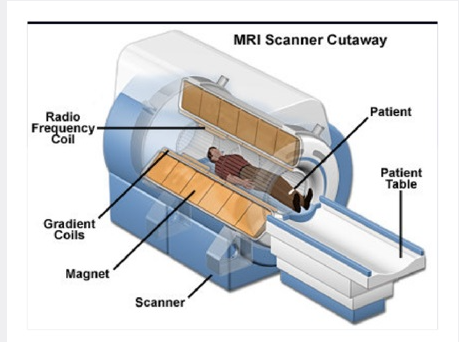 MRI Scanner Cutaway
Radio
Frequency
Coil
Patient
Patient
Table
Gradient
Coils
Magnet
Scanner